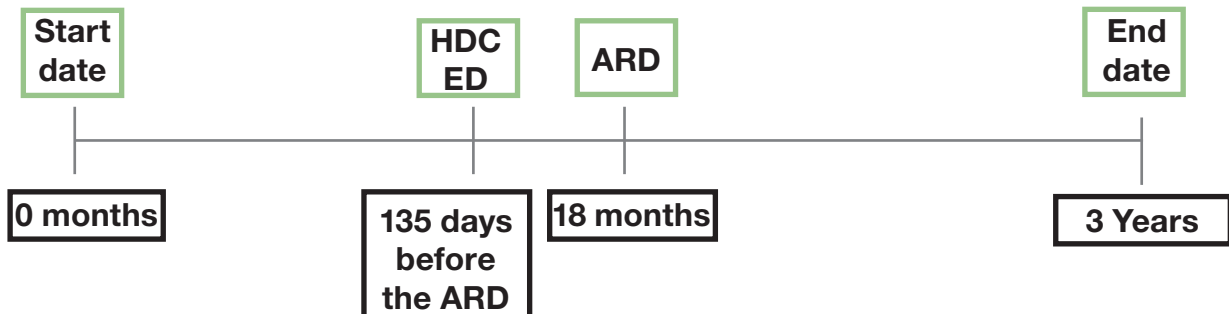 Start
date
HDC
ED
ARD
End
date
0 months
135 days
before
the ARD
18 months
3 Years